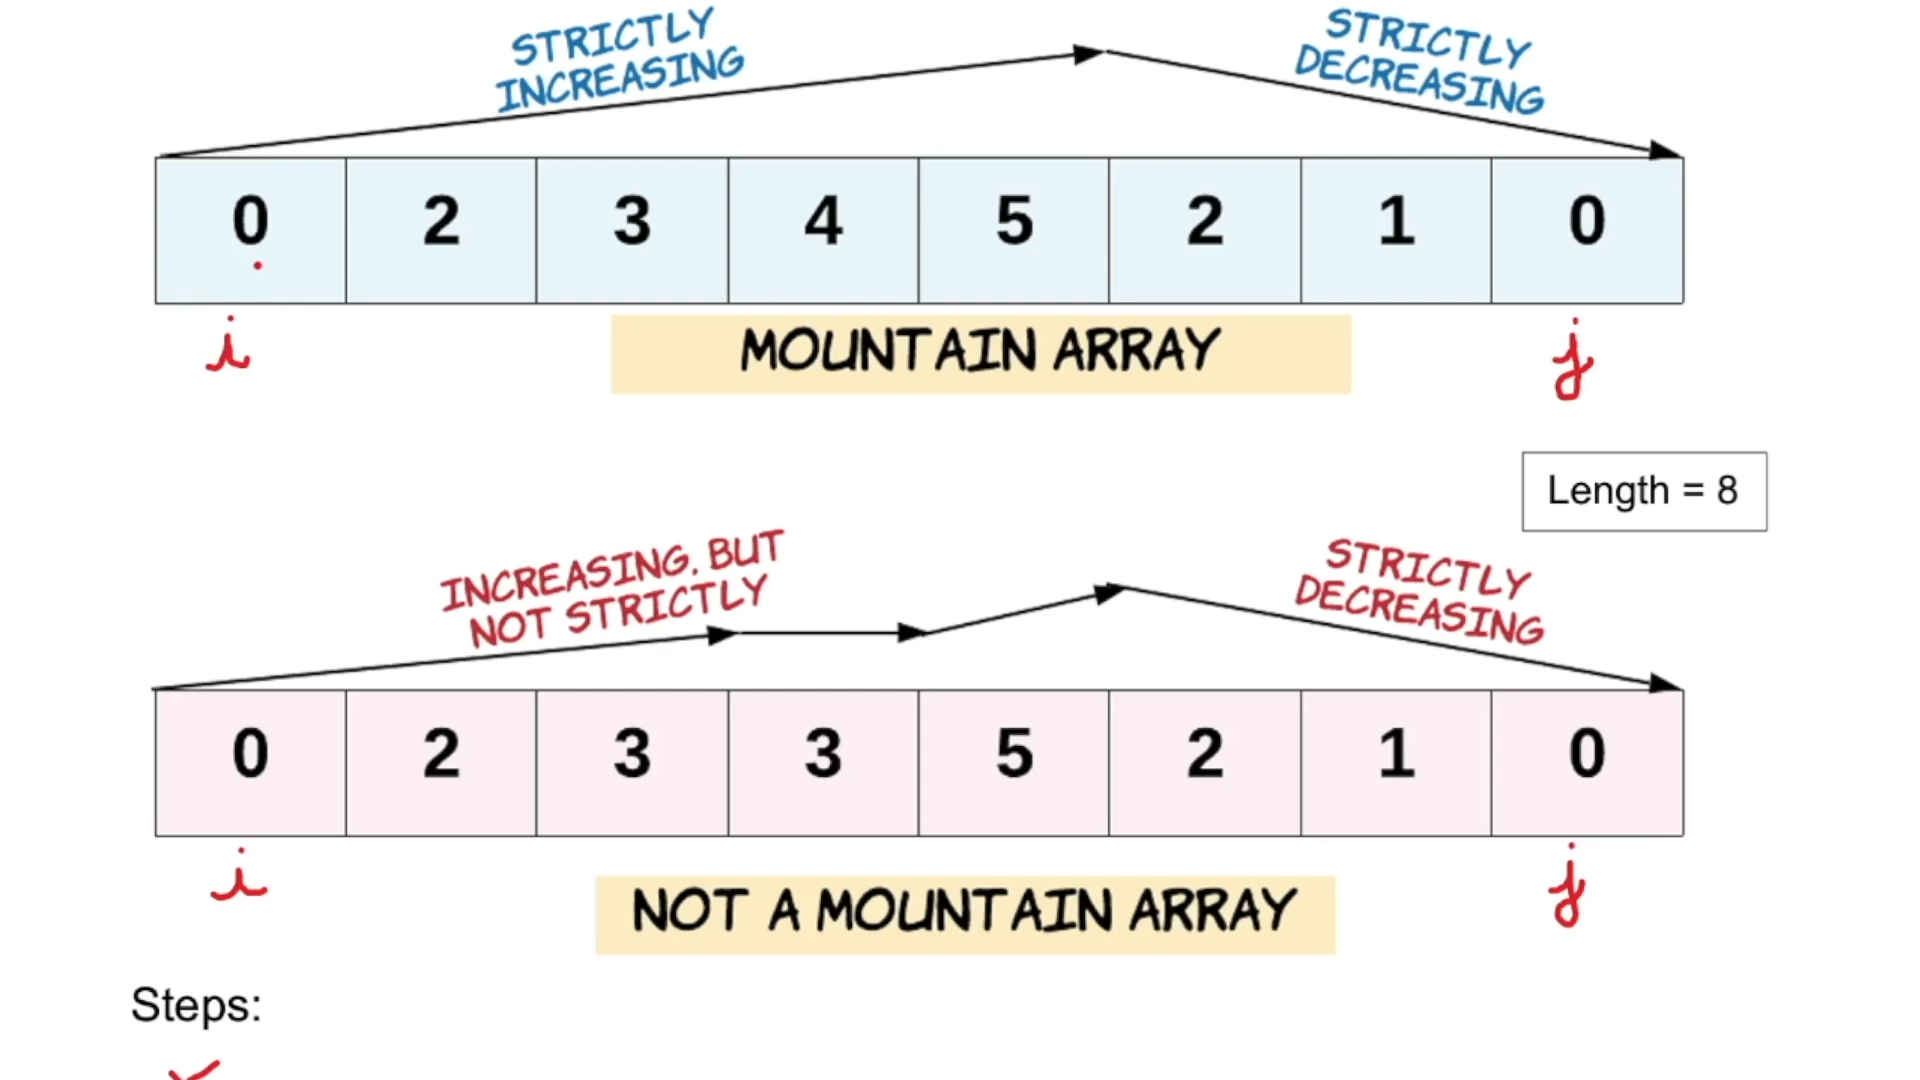 STRICTLY
INCREASING
STRICTLY
DECREASING
0 2 3 4 5 2 1 0
i
j
MOUNTAIN ARRAY
Length = 8
INCREASING, BUT
NOT STRICTLY
STRICTLY
DECREASING
0 2 3 3 5 2 1 0
i
j
NOT A MOUNTAIN ARRAY
Steps: